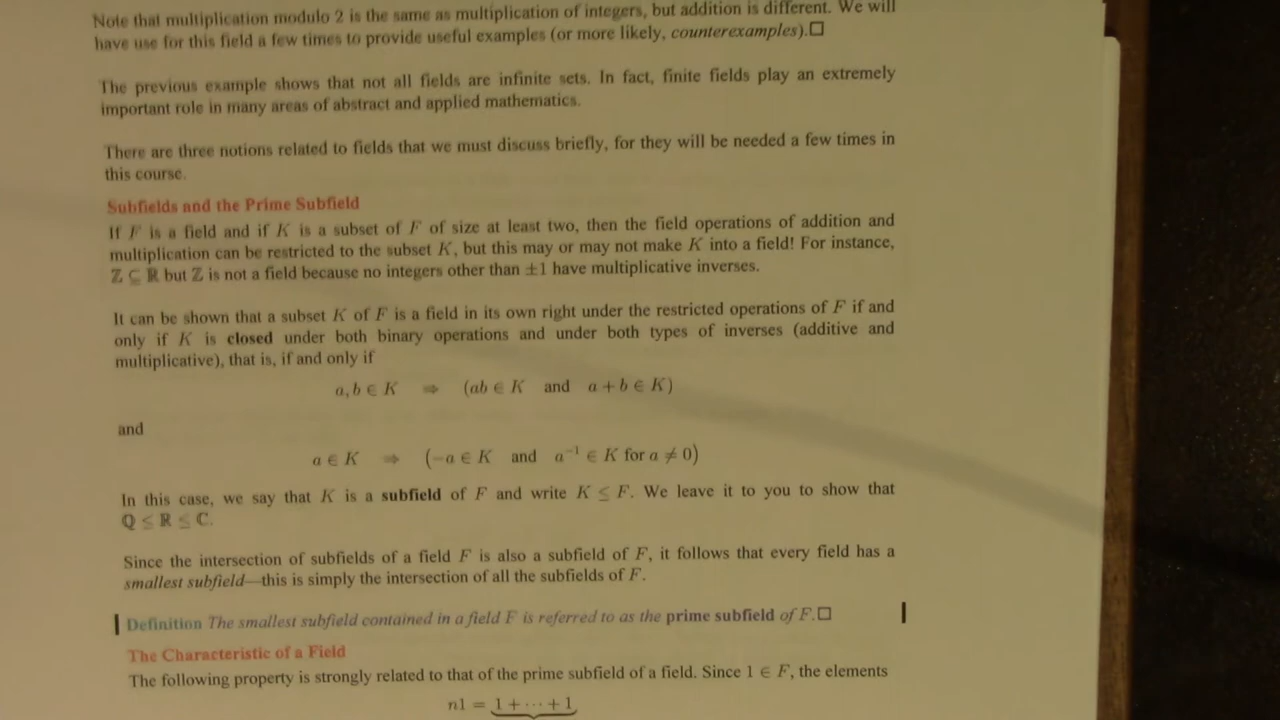 Note that multiplication modulo 2 is the same as multiplication of integers, but addition is different. We will
have use for this field a few times to provide useful examples (or more likely, counterexamples).□
The previous example shows that not all fields are infinite sets. In fact, finite fields play an extremely
important role in many areas of abstract and applied mathematics.
There are three notions related to fields that we must discuss briefly, for they will be needed a few times in
this course.
Subfields and the Prime Subfield
If F is a field and if K is a subset of F of size at least two, then the field operations of addition and
multiplication can be restricted to the subset K, but this may or may not make K into a field! For instance,
ℤ ⊆ ℝ but ℤ is not a field because no integers other than ±1 have multiplicative inverses.
It can be shown that a subset K of F is a field in its own right under the restricted operations of F if and
only if K is closed under both binary operations and under both types of inverses (additive and
multiplicative), that is, if and only if
a, b ∈ K ⇒ (ab ∈ K and a + b ∈ K)
and
a ∈ K ⇒ (−a ∈ K and a⁻¹ ∈ K for a ≠ 0)
In this case, we say that K is a subfield of F and write K ≤ F. We leave it to you to show that
ℚ ≤ ℝ ≤ ℂ.
Since the intersection of subfields of a field F is also a subfield of F, it follows that every field has a
smallest subfield—this is simply the intersection of all the subfields of F.
Definition The smallest subfield contained in a field F is referred to as the prime subfield of F.□
The Characteristic of a Field
The following property is strongly related to that of the prime subfield of a field. Since 1 ∈ F, the elements
n1 = 1 + ⋯ + 1